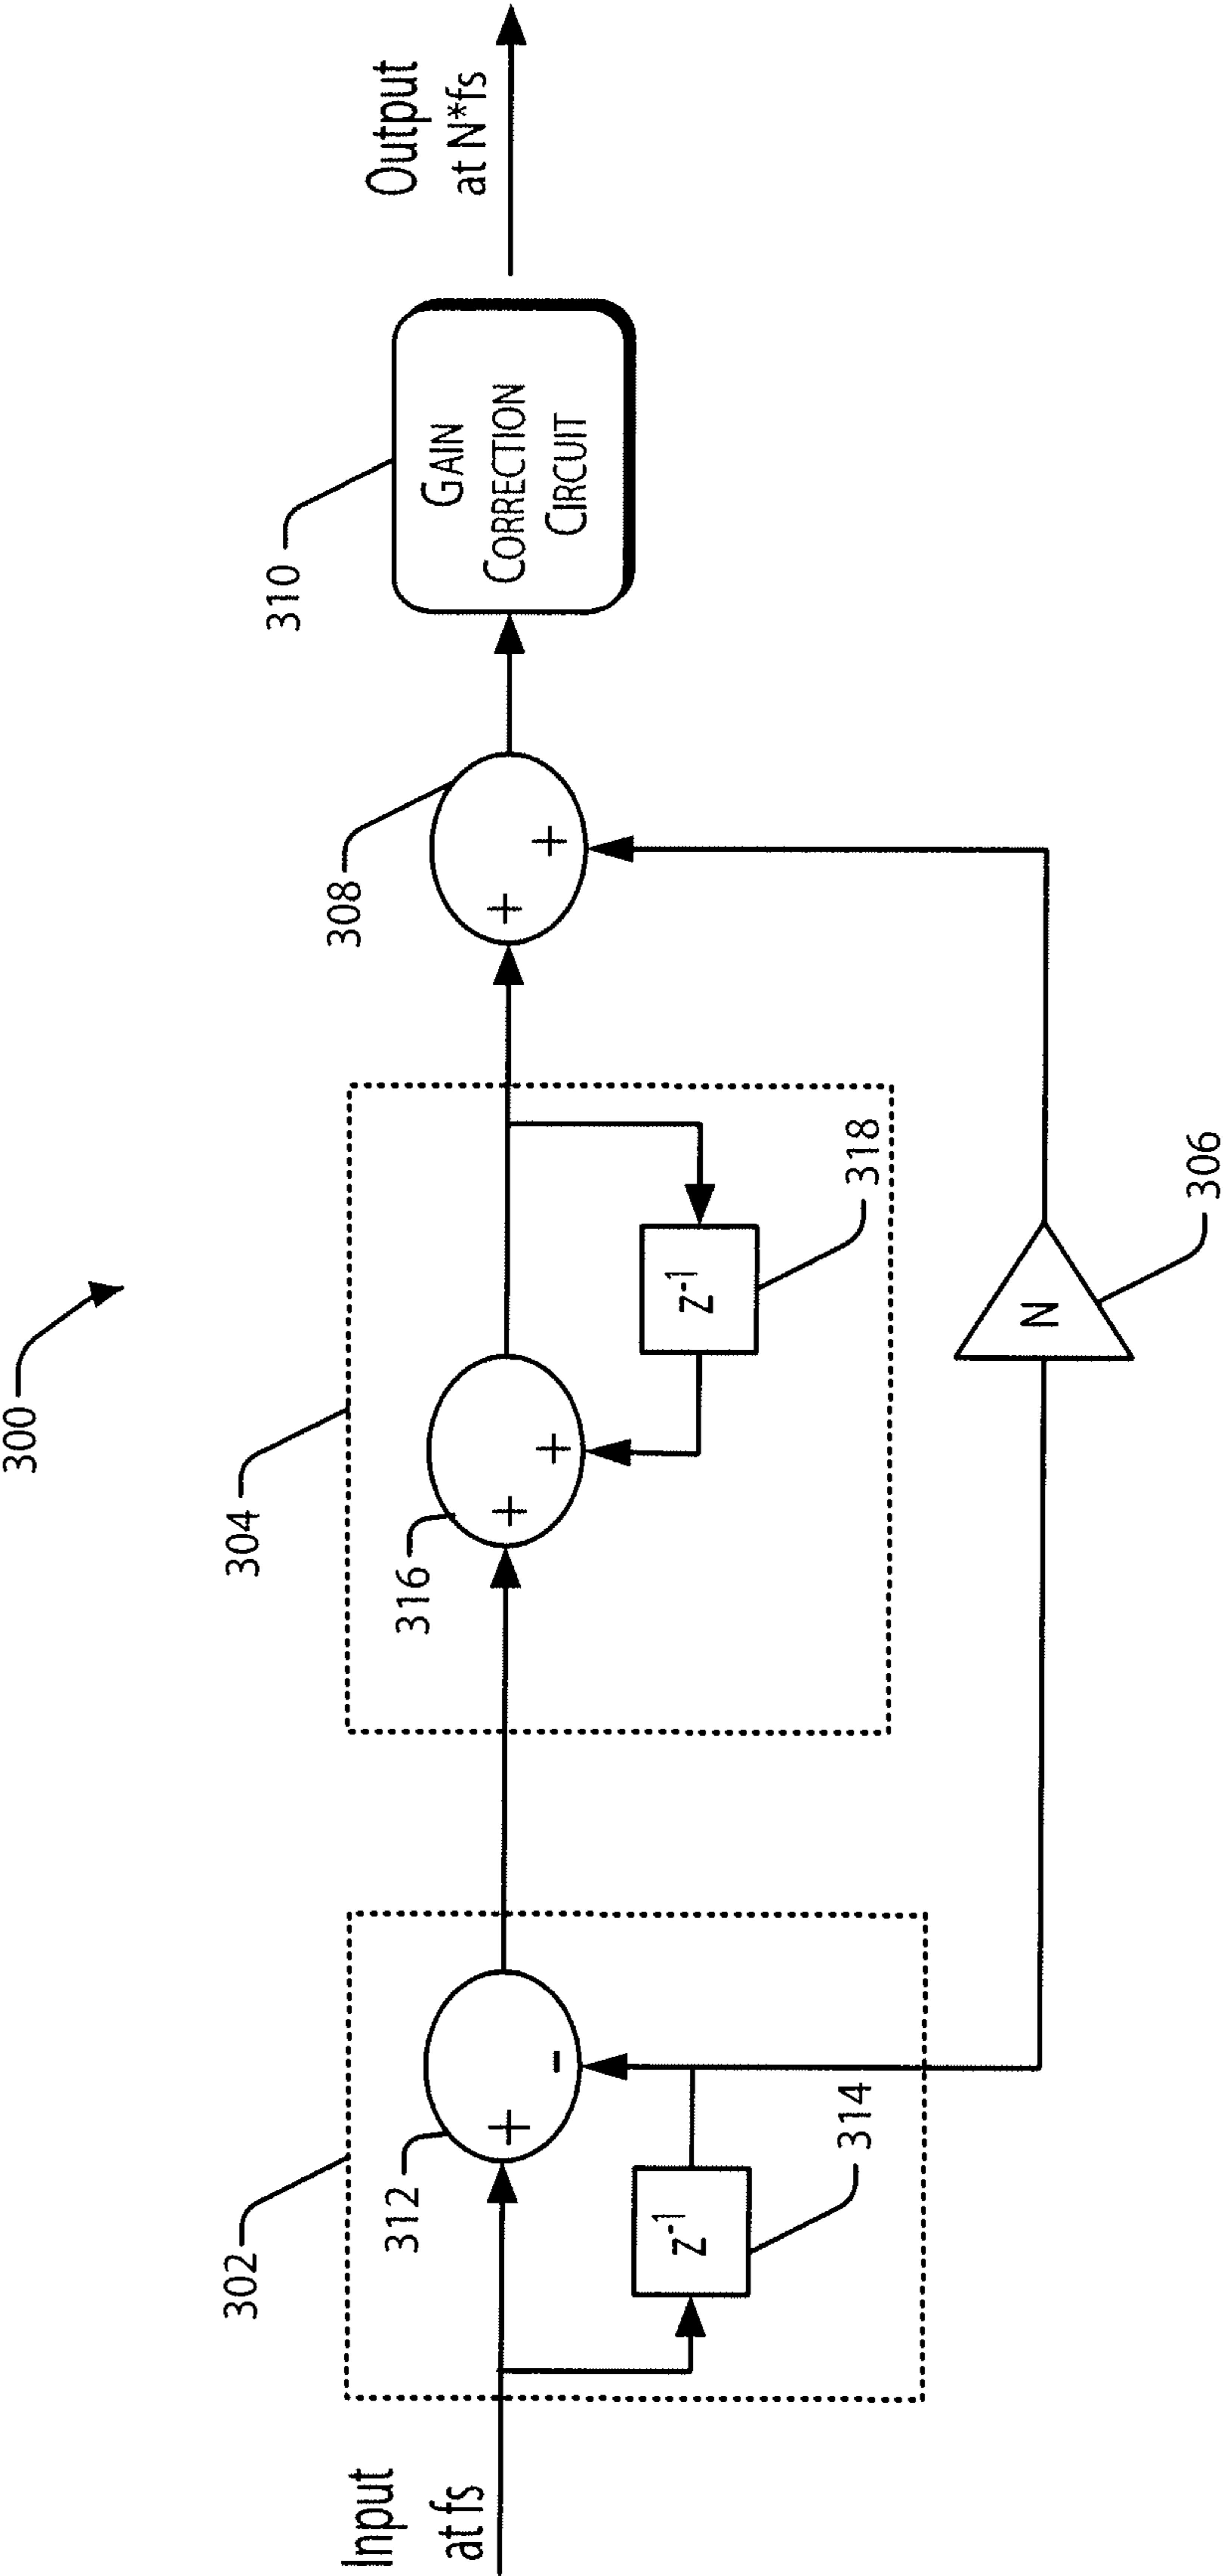 300
Input
at fs
302
312
+
-
z-1
314
304
316
+
+
z-1
318
N
306
308
+
+
310
GAIN
CORRECTION
CIRCUIT
Output
at N*fs